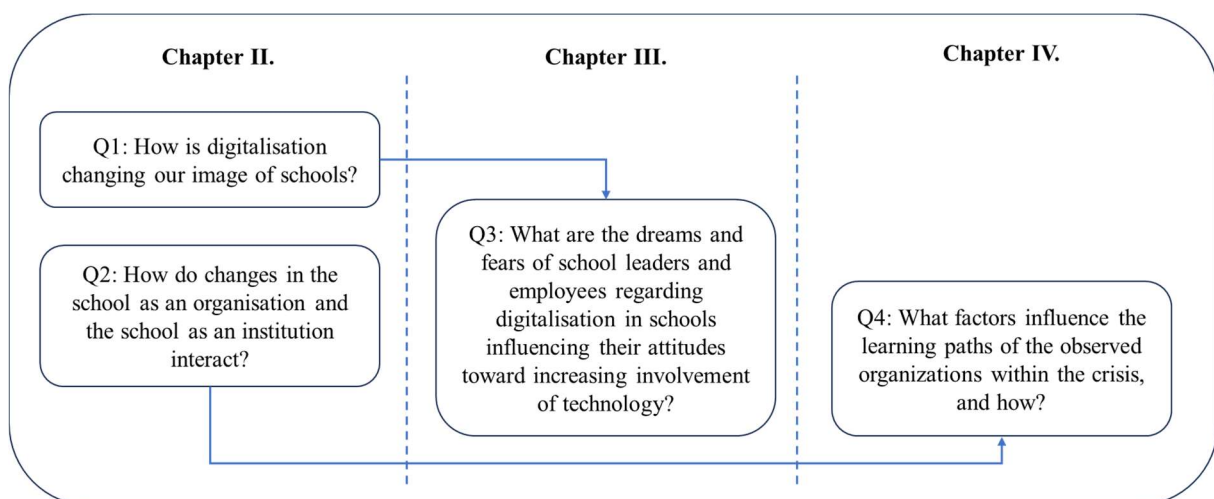 Chapter II.
Chapter III.
Chapter IV.
Q1: How is digitalisation
changing our image of schools?
Q2: How do changes in the
school as an organisation and
the school as an institution
interact?
Q3: What are the dreams and
fears of school leaders and
employees regarding
digitalisation in schools
influencing their attitudes
toward increasing involvement
of technology?
Q4: What factors influence the
learning paths of the observed
organizations within the crisis,
and how?